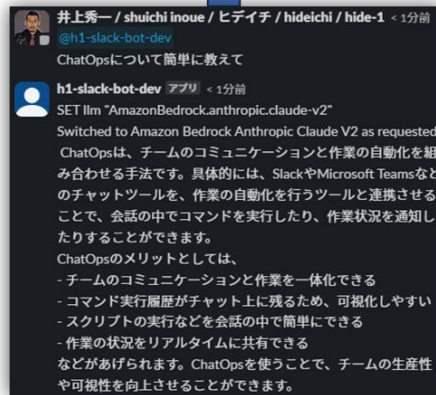 井上秀一 / shuichi inoue / ヒデイチ / hideichi / hide-1 < 1分前
@h1-slack-bot-dev
ChatOpsについて簡単に教えて
h1-slack-bot-dev アプリ < 1分前
SET llm "AmazonBedrock.anthropic.claude-v2"
Switched to Amazon Bedrock Anthropic Claude V2 as requested
ChatOpsは、チームのコミュニケーションと作業の自動化を組
み合わせる手法です。具体的には、SlackやMicrosoft Teamsなど
のチャットツールを、作業の自動化を行うツールと連携させる
ことで、会話の中でコマンドを実行したり、作業状況を通知し
たりすることができます。
ChatOpsのメリットとしては、
- チームのコミュニケーションと作業を一体化できる
- コマンド実行履歴がチャット上に残るため、可視化しやすい
- スクリプトの実行などを会話の中で簡単にできる
- 作業の状況をリアルタイムに共有できる
などがあげられます。ChatOpsを使うことで、チームの生産性
や可視性を向上させることができます。